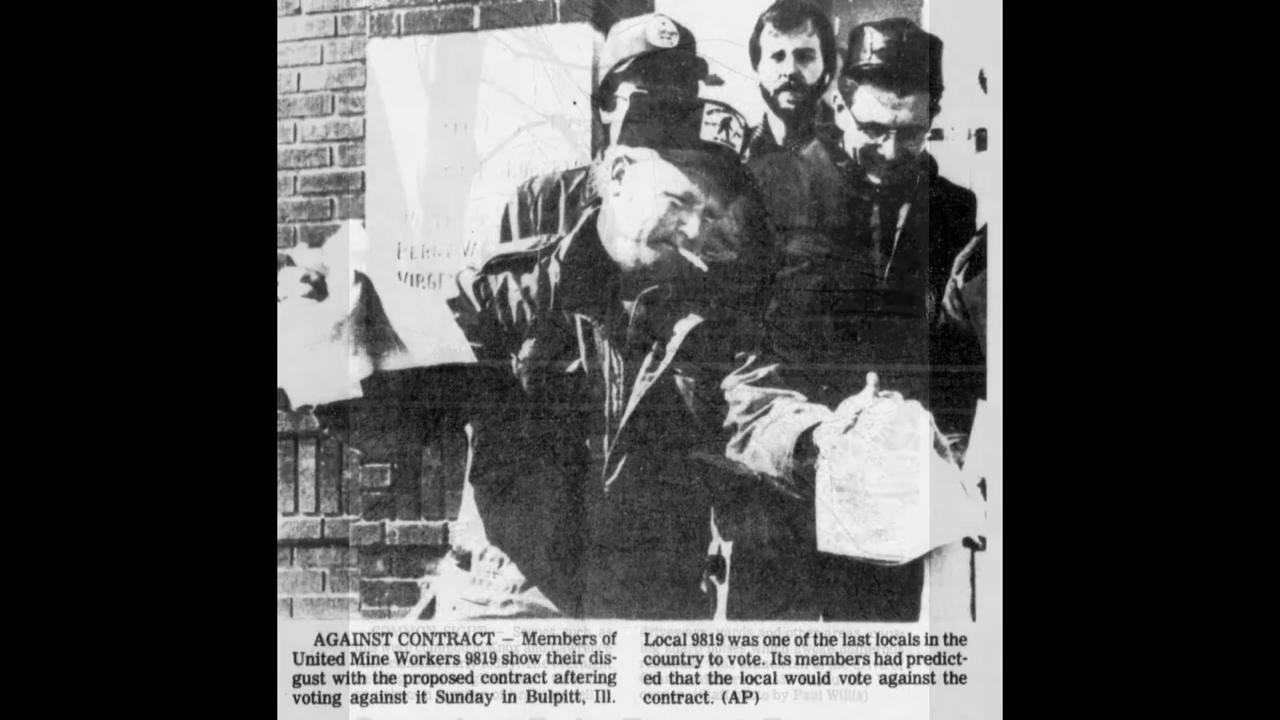 AGAINST CONTRACT — Members of
United Mine Workers 9819 show their dis-
gust with the proposed contract aftering
voting against it Sunday in Bulpitt, Ill.
Local 9819 was one of the last locals in the
country to vote. Its members had predict-
ed that the local would vote against the
contract. (AP)